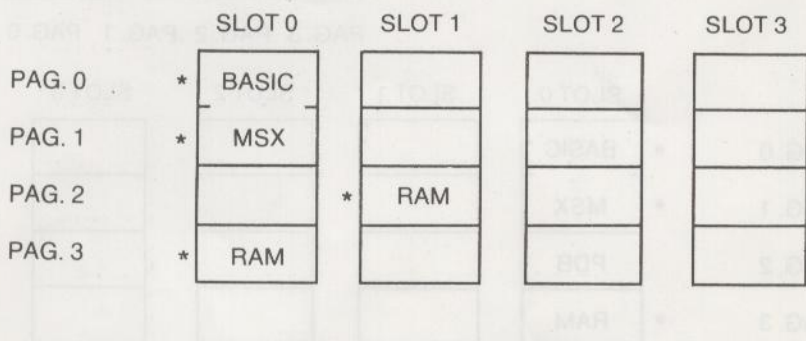 SLOT 0 SLOT 1 SLOT 2 SLOT 3
PAG. 0 * BASIC
PAG. 1 * MSX
PAG. 2 * RAM
PAG. 3 * RAM